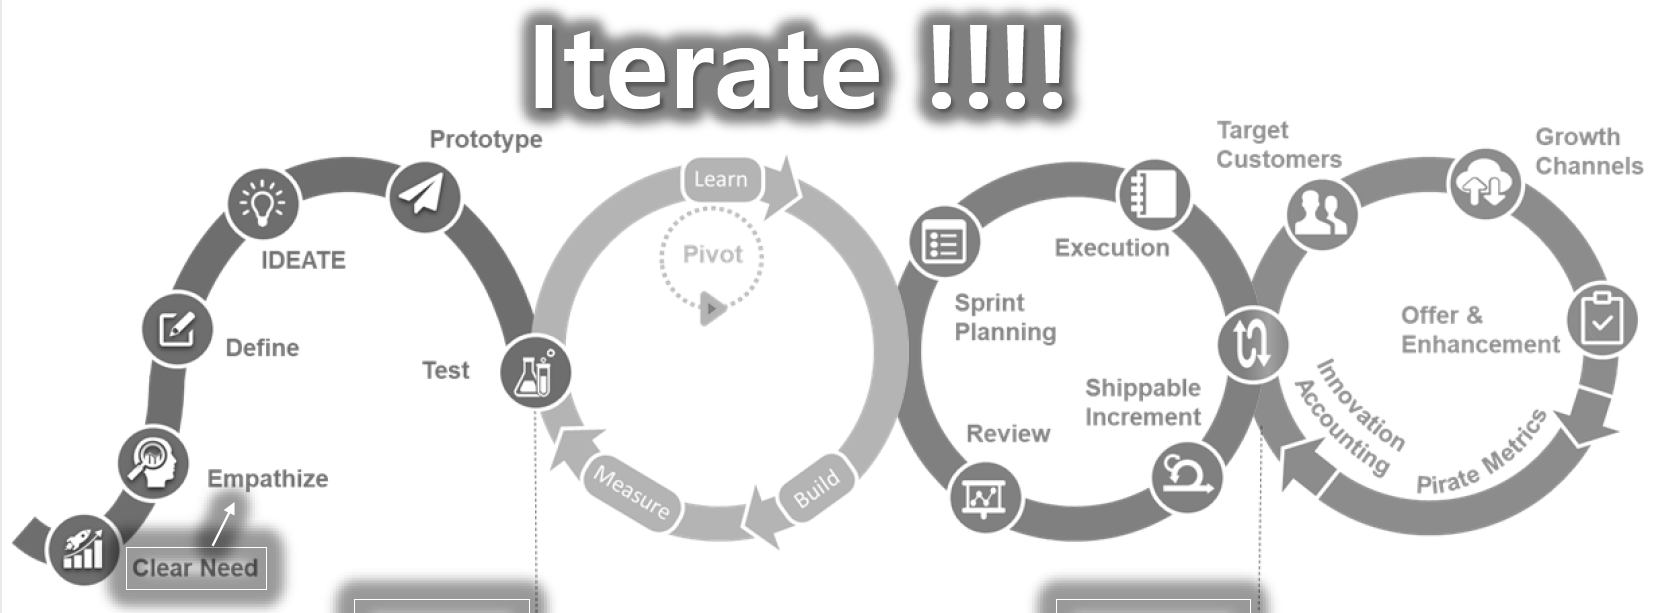 Iterate !!!!
Prototype
IDEATE
Define
Empathize
Clear Need
Test
Learn
Pivot
Build
Measure
Sprint
Planning
Execution
Shippable
Increment
Review
Target
Customers
Growth
Channels
Offer &
Enhancement
Pirate Metrics
Innovation
Accounting